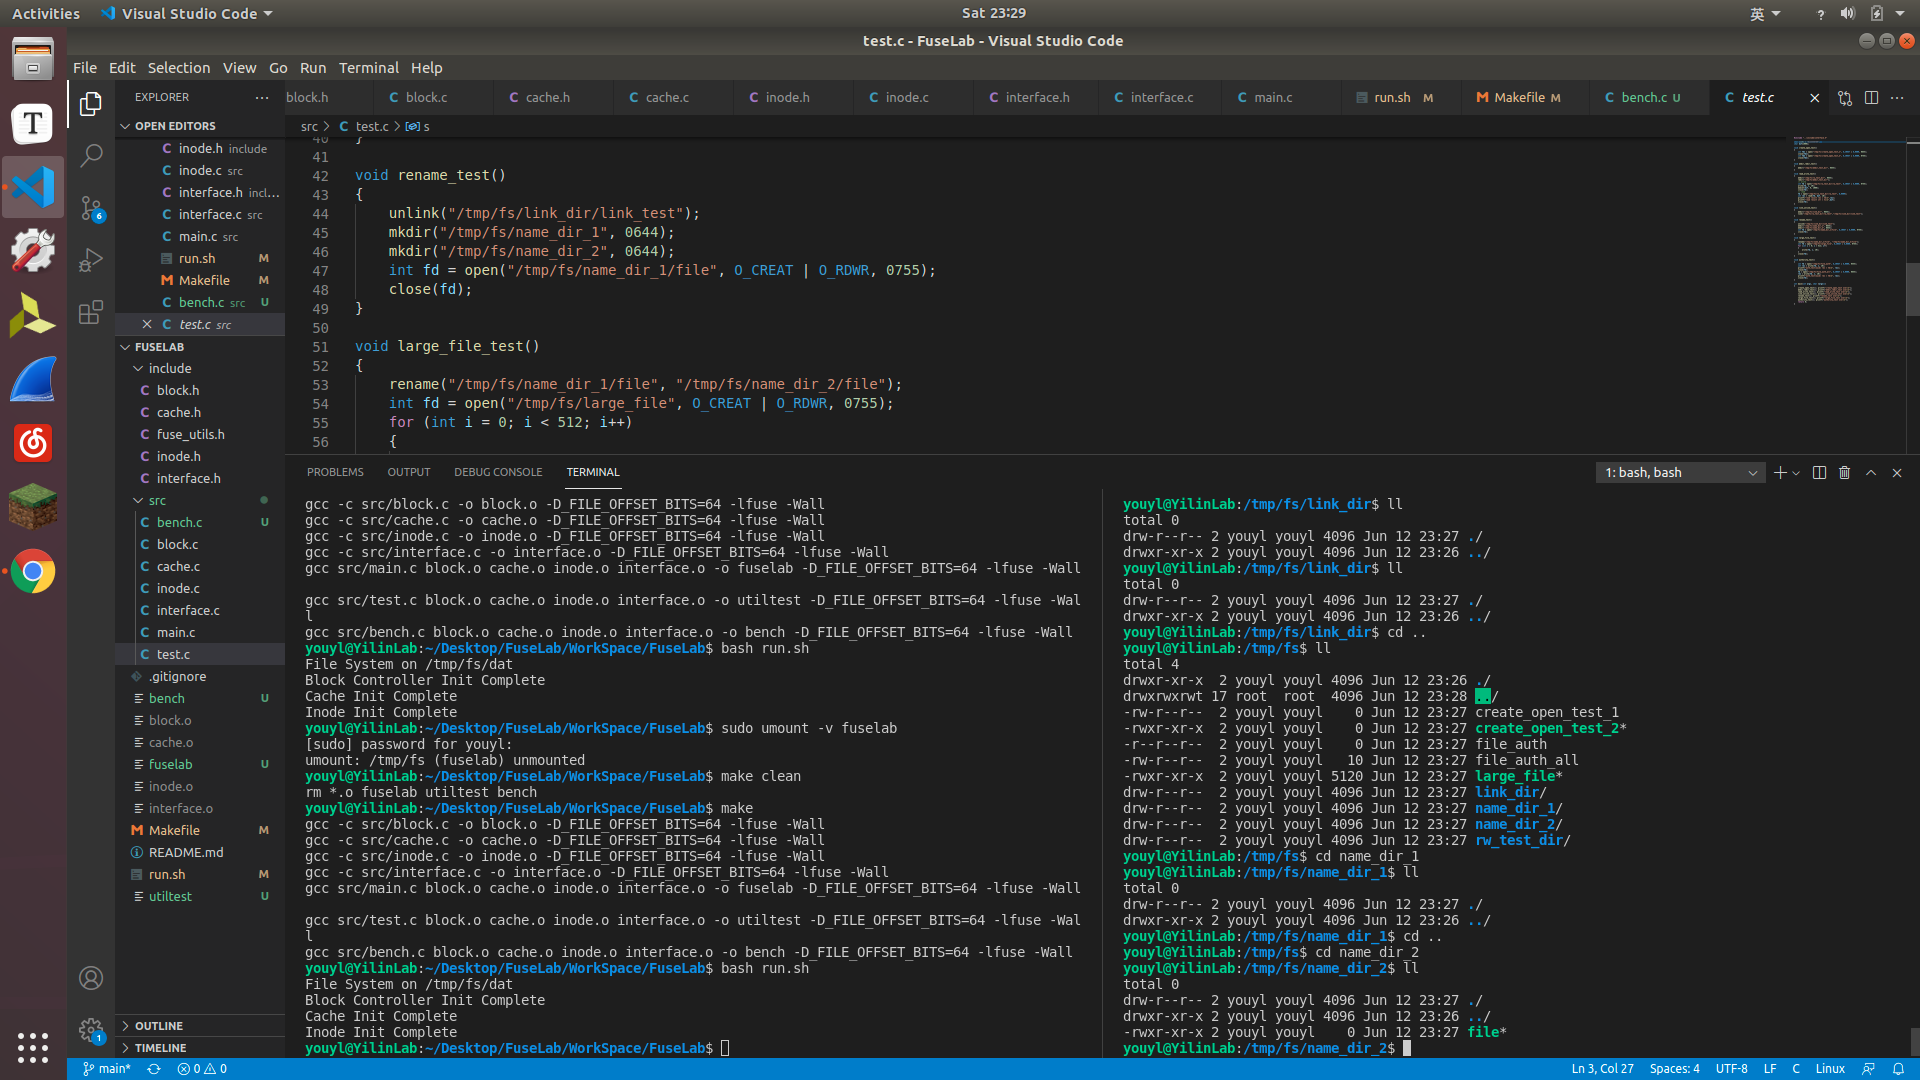 Activities Visual Studio Code Sat 23:29 英 ?
test.c - FuseLab - Visual Studio Code
File Edit Selection View Go Run Terminal Help
EXPLORER ···
block.h C block.c C cache.h C cache.c C inode.h C inode.c C interface.h C interface.c C main.c run.sh M Makefile M C bench.c U C test.c
src > C test.c > s
OPEN EDITORS
C inode.h include
C inode.c src
C interface.h incl...
C interface.c src
C main.c src
run.sh M
M Makefile M
C bench.c src U
C test.c src
FUSELAB
include
C block.h
C cache.h
C fuse_utils.h
C inode.h
C interface.h
src
C bench.c U
C block.c
C cache.c
C inode.c
C interface.c
C main.c
C test.c
.gitignore
bench U
block.o
cache.o
fuselab U
inode.o
interface.o
M Makefile M
README.md
run.sh M
utiltest U
OUTLINE
TIMELINE
40 }
41
42 void rename_test()
43 {
44 unlink("/tmp/fs/link_dir/link_test");
45 mkdir("/tmp/fs/name_dir_1", 0644);
46 mkdir("/tmp/fs/name_dir_2", 0644);
47 int fd = open("/tmp/fs/name_dir_1/file", O_CREAT | O_RDWR, 0755);
48 close(fd);
49 }
50
51 void large_file_test()
52 {
53 rename("/tmp/fs/name_dir_1/file", "/tmp/fs/name_dir_2/file");
54 int fd = open("/tmp/fs/large_file", O_CREAT | O_RDWR, 0755);
55 for (int i = 0; i < 512; i++)
56 {
PROBLEMS OUTPUT DEBUG CONSOLE TERMINAL 1: bash, bash
gcc -c src/block.c -o block.o -D_FILE_OFFSET_BITS=64 -lfuse -Wall
gcc -c src/cache.c -o cache.o -D_FILE_OFFSET_BITS=64 -lfuse -Wall
gcc -c src/inode.c -o inode.o -D_FILE_OFFSET_BITS=64 -lfuse -Wall
gcc -c src/interface.c -o interface.o -D_FILE_OFFSET_BITS=64 -lfuse -Wall
gcc src/main.c block.o cache.o inode.o interface.o -o fuselab -D_FILE_OFFSET_BITS=64 -lfuse -Wall
gcc src/test.c block.o cache.o inode.o interface.o -o utiltest -D_FILE_OFFSET_BITS=64 -lfuse -Wal
l
gcc src/bench.c block.o cache.o inode.o interface.o -o bench -D_FILE_OFFSET_BITS=64 -lfuse -Wall
youyl@YilinLab:~/Desktop/FuseLab/WorkSpace/FuseLab$ bash run.sh
File System on /tmp/fs/dat
Block Controller Init Complete
Cache Init Complete
Inode Init Complete
youyl@YilinLab:~/Desktop/FuseLab/WorkSpace/FuseLab$ sudo umount -v fuselab
[sudo] password for youyl:
umount: /tmp/fs (fuselab) unmounted
youyl@YilinLab:~/Desktop/FuseLab/WorkSpace/FuseLab$ make clean
rm *.o fuselab utiltest bench
youyl@YilinLab:~/Desktop/FuseLab/WorkSpace/FuseLab$ make
gcc -c src/block.c -o block.o -D_FILE_OFFSET_BITS=64 -lfuse -Wall
gcc -c src/cache.c -o cache.o -D_FILE_OFFSET_BITS=64 -lfuse -Wall
gcc -c src/inode.c -o inode.o -D_FILE_OFFSET_BITS=64 -lfuse -Wall
gcc -c src/interface.c -o interface.o -D_FILE_OFFSET_BITS=64 -lfuse -Wall
gcc src/main.c block.o cache.o inode.o interface.o -o fuselab -D_FILE_OFFSET_BITS=64 -lfuse -Wall
gcc src/test.c block.o cache.o inode.o interface.o -o utiltest -D_FILE_OFFSET_BITS=64 -lfuse -Wal
l
gcc src/bench.c block.o cache.o inode.o interface.o -o bench -D_FILE_OFFSET_BITS=64 -lfuse -Wall
youyl@YilinLab:~/Desktop/FuseLab/WorkSpace/FuseLab$ bash run.sh
File System on /tmp/fs/dat
Block Controller Init Complete
Cache Init Complete
Inode Init Complete
youyl@YilinLab:~/Desktop/FuseLab/WorkSpace/FuseLab$
youyl@YilinLab:/tmp/fs/link_dir$ ll
total 0
drw-r--r-- 2 youyl youyl 4096 Jun 12 23:27 ./
drwxr-xr-x 2 youyl youyl 4096 Jun 12 23:26 ../
youyl@YilinLab:/tmp/fs/link_dir$ ll
total 0
drw-r--r-- 2 youyl youyl 4096 Jun 12 23:27 ./
drwxr-xr-x 2 youyl youyl 4096 Jun 12 23:26 ../
youyl@YilinLab:/tmp/fs/link_dir$ cd ..
youyl@YilinLab:/tmp/fs$ ll
total 4
drwxr-xr-x 2 youyl youyl 4096 Jun 12 23:26 ./
drwxrwxrwt 17 root root 4096 Jun 12 23:28 ../
-rw-r--r-- 2 youyl youyl 0 Jun 12 23:27 create_open_test_1
-rwxr-xr-x 2 youyl youyl 0 Jun 12 23:27 create_open_test_2*
-r--r--r-- 2 youyl youyl 0 Jun 12 23:27 file_auth
-rw-r--r-- 2 youyl youyl 10 Jun 12 23:27 file_auth_all
-rwxr-xr-x 2 youyl youyl 5120 Jun 12 23:27 large_file*
drw-r--r-- 2 youyl youyl 4096 Jun 12 23:27 link_dir/
drw-r--r-- 2 youyl youyl 4096 Jun 12 23:27 name_dir_1/
drw-r--r-- 2 youyl youyl 4096 Jun 12 23:27 name_dir_2/
drw-r--r-- 2 youyl youyl 4096 Jun 12 23:27 rw_test_dir/
youyl@YilinLab:/tmp/fs$ cd name_dir_1
youyl@YilinLab:/tmp/fs/name_dir_1$ ll
total 0
drw-r--r-- 2 youyl youyl 4096 Jun 12 23:27 ./
drwxr-xr-x 2 youyl youyl 4096 Jun 12 23:26 ../
youyl@YilinLab:/tmp/fs/name_dir_1$ cd ..
youyl@YilinLab:/tmp/fs$ cd name_dir_2
youyl@YilinLab:/tmp/fs/name_dir_2$ ll
total 0
drw-r--r-- 2 youyl youyl 4096 Jun 12 23:27 ./
drwxr-xr-x 2 youyl youyl 4096 Jun 12 23:26 ../
-rwxr-xr-x 2 youyl youyl 0 Jun 12 23:27 file*
youyl@YilinLab:/tmp/fs/name_dir_2$
main* 0 0 Ln 3, Col 27 Spaces: 4 UTF-8 LF C Linux